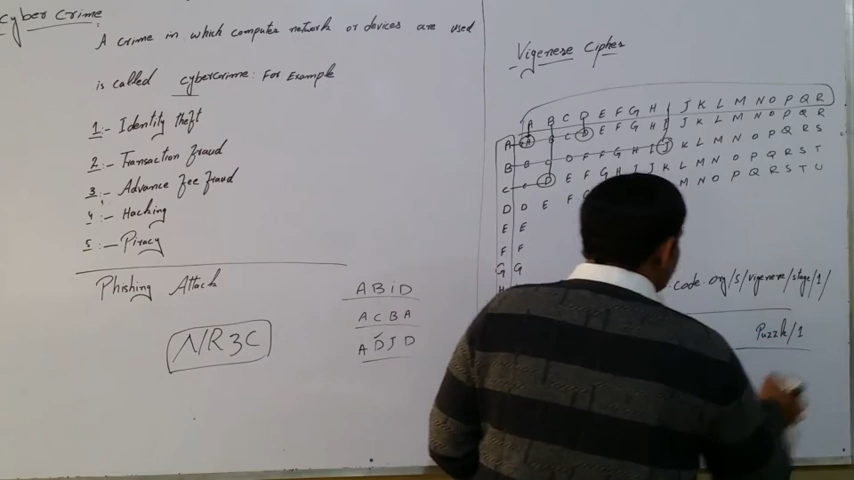 Cyber Crime
A crime in which computer network or devices are used
is called cybercrime: For Example
1:- Identity theft
2:- Transaction fraud
3:- Advance fee fraud
4:- Hacking
5:- Piracy
Phishing Attack
NR3C
ABiD
ACBA
ADJD
Vigenese Cipher
A B C D E F G H I J K L M N O P Q R
A A B C D E F G H I J K L M N O P Q R
B B C D E F G H I J K L M N O P Q R S
C C D E F G H I J K L M N O P Q R S T
D D E F G M N O P Q R S T U
E E
F F
G G
H
code org/s/vigenere/stage/1/
Puzzle/1